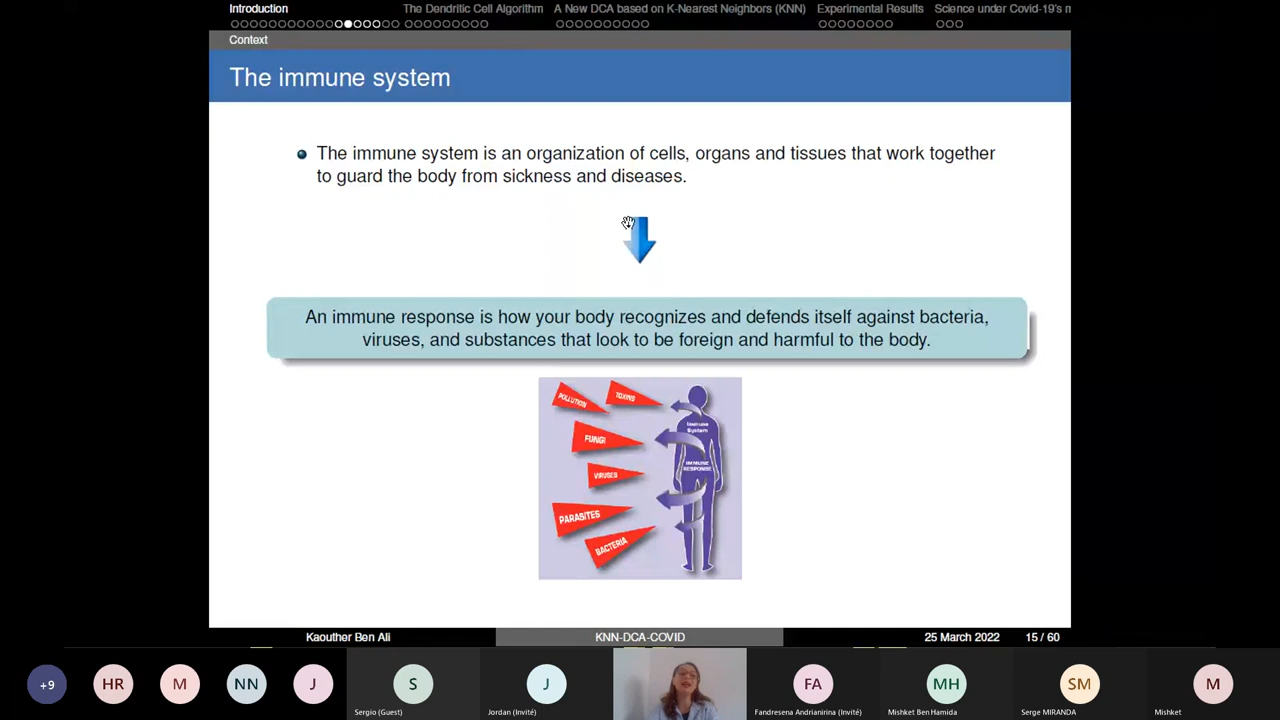 Introduction
The Dendritic Cell Algorithm
A New DCA based on K-Nearest Neighbors (KNN)
Experimental Results
Science under Covid-19's
Context
The immune system
The immune system is an organization of cells, organs and tissues that work together
to guard the body from sickness and diseases.
An immune response is how your body recognizes and defends itself against bacteria,
viruses, and substances that look to be foreign and harmful to the body.
POLLUTION
TOXINS
FUNGI
VIRUSES
PARASITES
BACTERIA
Immune
System
IMMUNE
RESPONSE
Kaouther Ben Ali
KNN-DCA-COVID
25 March 2022
15 / 60
+9
HR
M
NN
J
S
Sergio (Guest)
J
Jordan (Invité)
FA
Fandresena Andrianirina (Invité)
MH
Mishket Ben Hamida
SM
Serge MIRANDA
M
Mishket